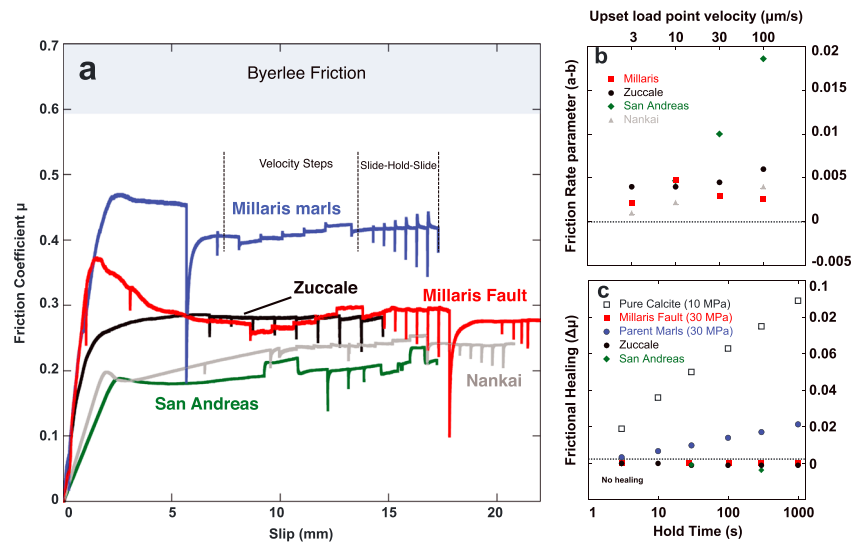 a
Byerlee Friction
Velocity Steps
Slide-Hold-Slide
Millaris marls
Zuccale
Millaris Fault
Nankai
San Andreas
0.7
0.6
0.5
0.4
0.3
0.2
0.1
0
0
5
10
15
20
Friction Coefficient μ
Slip (mm)
Upset load point velocity (μm/s)
3
10
30
100
b
Millaris
Zuccale
San Andreas
Nankai
0.02
0.015
0.01
0.005
0
-0.005
Friction Rate parameter (a-b)
c
Pure Calcite (10 MPa)
Millaris Fault (30 MPa)
Parent Marls (30 MPa)
Zuccale
San Andreas
0.1
0.02
0.06
0.04
0.02
0
No healing
1
10
100
1000
Frictional Healing (Δμ)
Hold Time (s)